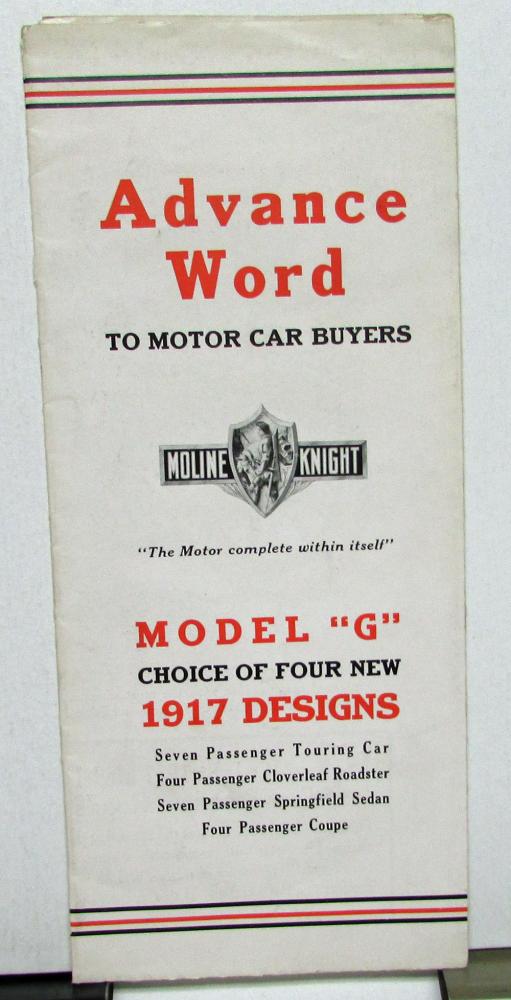 Advance
Word
TO MOTOR CAR BUYERS
MOLINE KNIGHT
"The Motor complete within itself"
MODEL "G"
CHOICE OF FOUR NEW
1917 DESIGNS
Seven Passenger Touring Car
Four Passenger Cloverleaf Roadster
Seven Passenger Springfield Sedan
Four Passenger Coupe